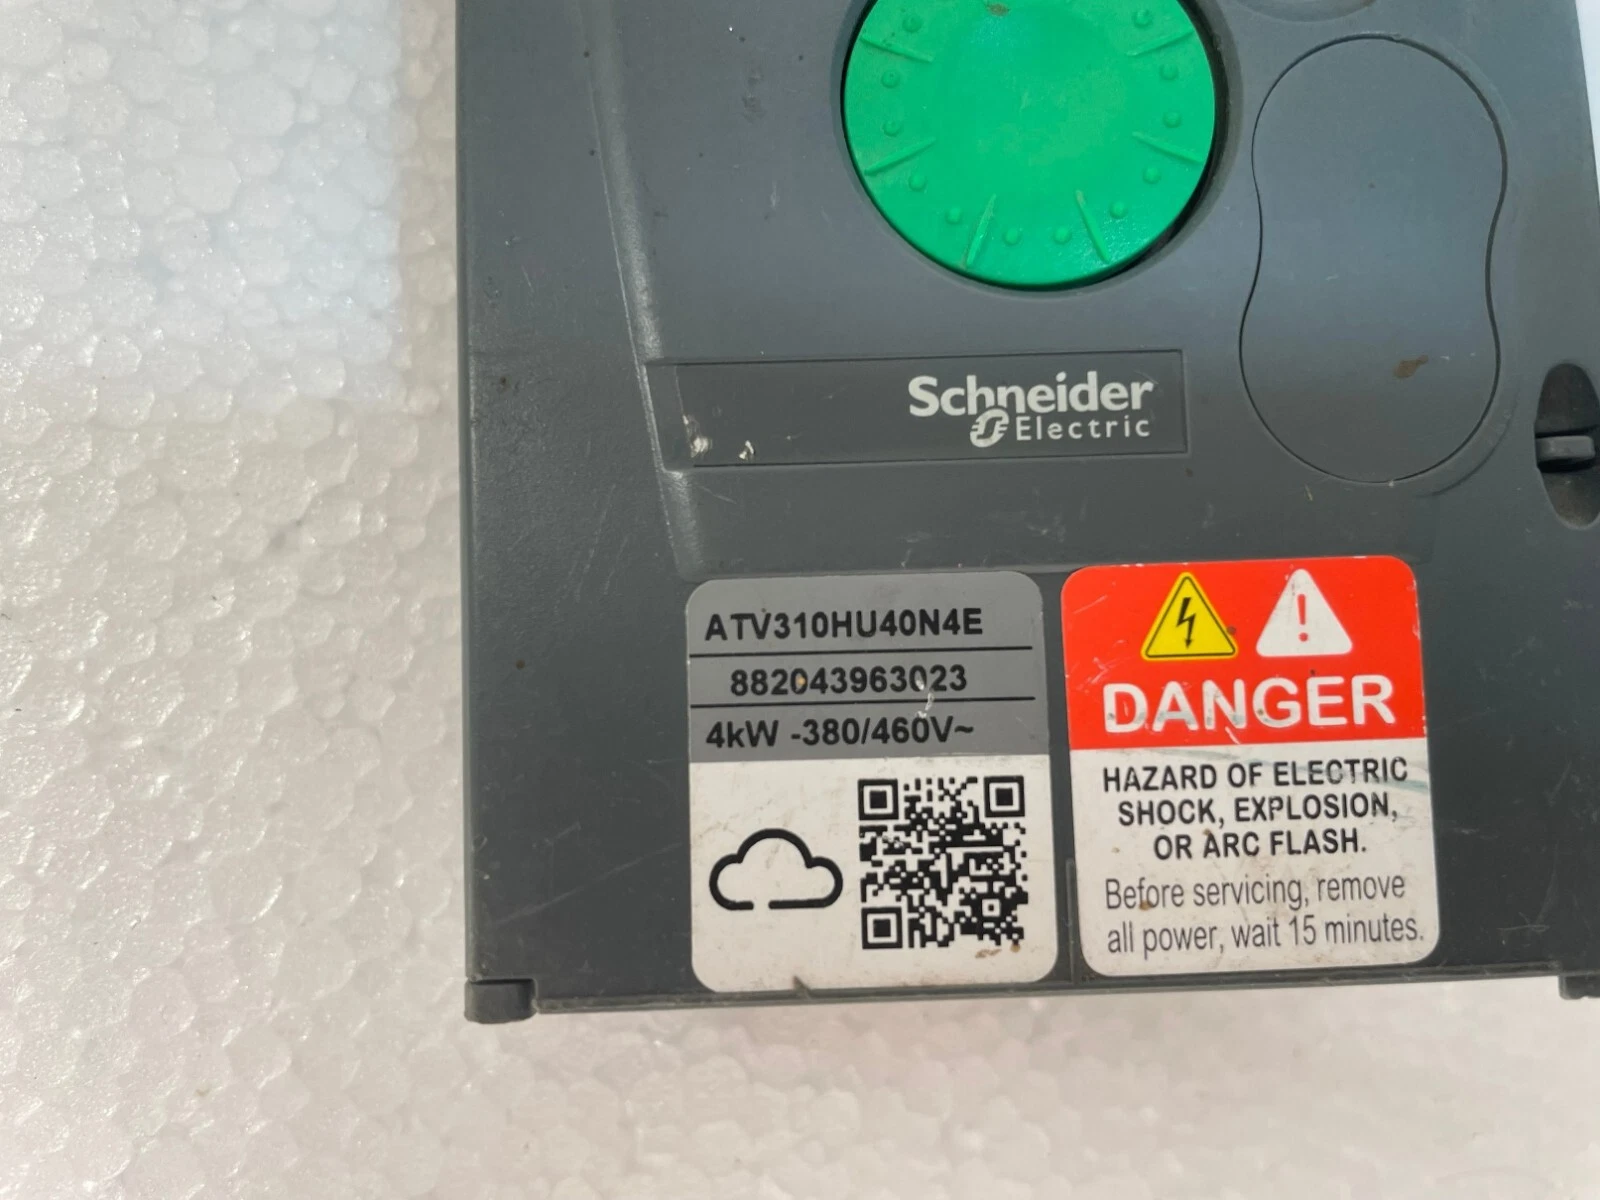 Schneider
Electric
ATV310HU40N4E
882043963023
4kW -380/460V~
DANGER
HAZARD OF ELECTRIC
SHOCK, EXPLOSION,
OR ARC FLASH.
Before servicing, remove
all power, wait 15 minutes.